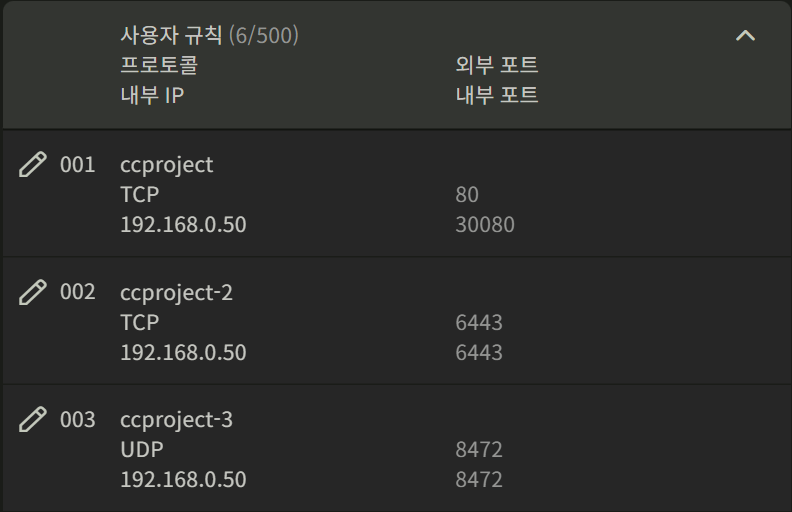 사용자 규칙 (6/500)
프로토콜 외부 포트
내부 IP 내부 포트
001 ccproject
TCP 80
192.168.0.50 30080
002 ccproject-2
TCP 6443
192.168.0.50 6443
003 ccproject-3
UDP 8472
192.168.0.50 8472